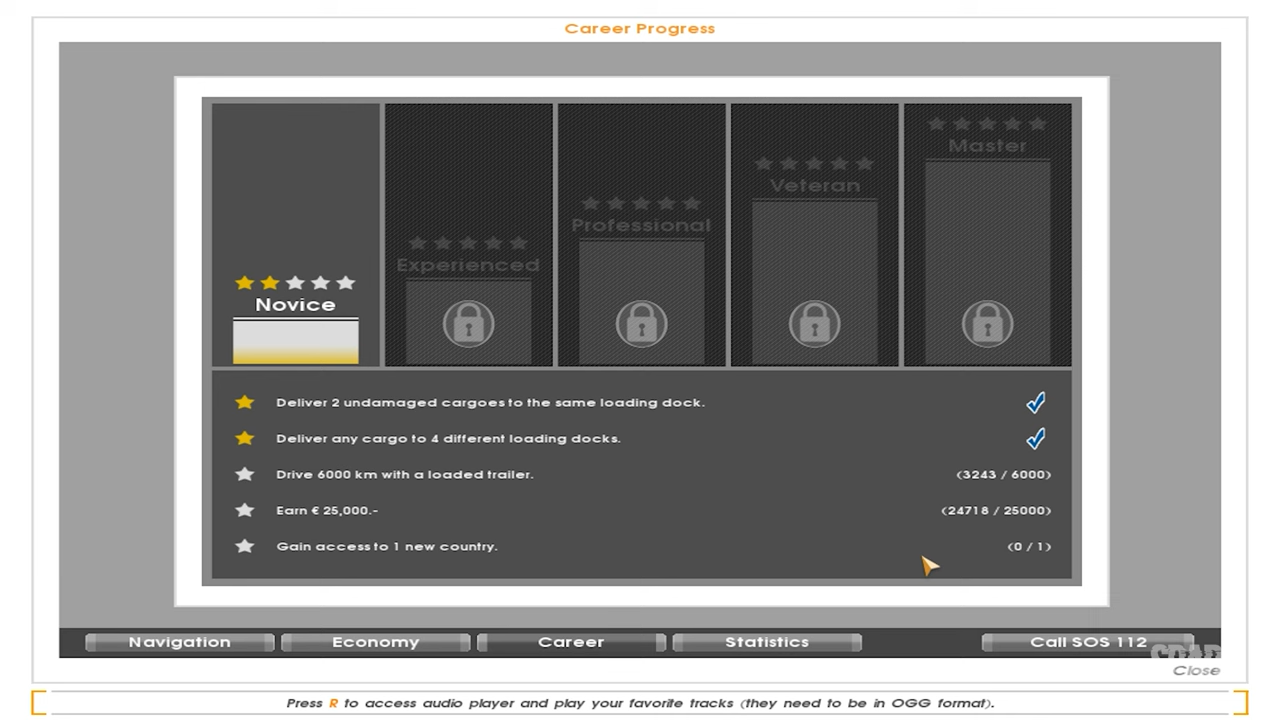 Career Progress
Master
Veteran
Professional
Experienced
Novice
Deliver 2 undamaged cargoes to the same loading dock.
Deliver any cargo to 4 different loading docks.
Drive 6000 km with a loaded trailer. (3243 / 6000)
Earn € 25,000.- (24718 / 25000)
Gain access to 1 new country. (0 / 1)
Navigation Economy Career Statistics Call SOS 112
Close
Press R to access audio player and play your favorite tracks (they need to be in OGG format).